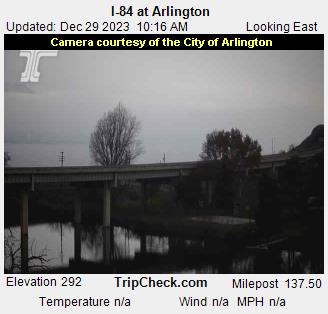 I-84 at Arlington
Updated: Dec 29 2023 10:16 AM Looking East
Camera courtesy of the City of Arlington
Elevation 292 TripCheck.com Milepost 137.50
Temperature n/a Wind n/a MPH n/a